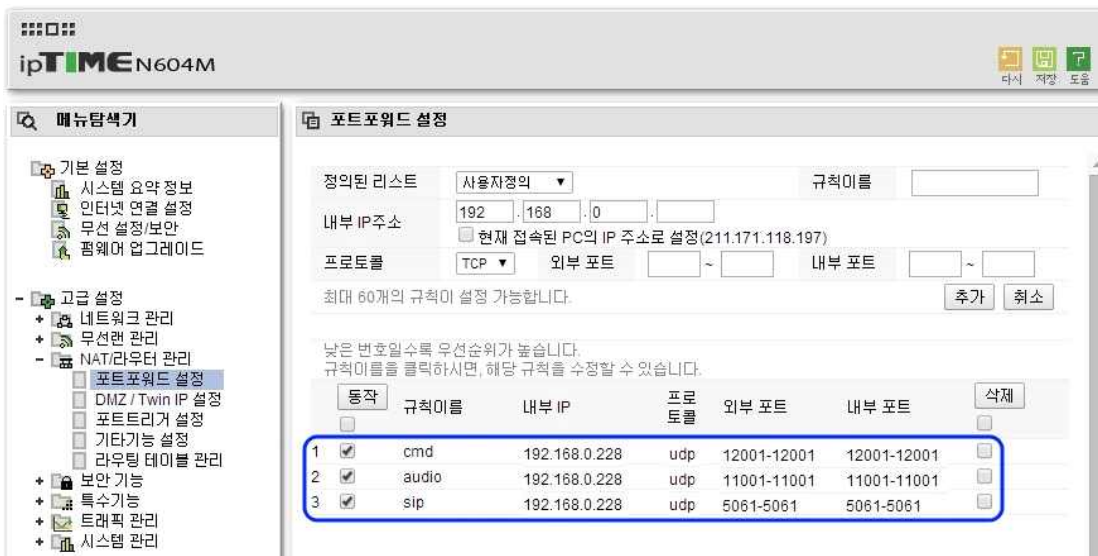 ipTIME N604M
다시 저장 도움
메뉴탐색기
기본 설정
시스템 요약 정보
인터넷 연결 설정
무선 설정/보안
펌웨어 업그레이드
고급 설정
네트워크 관리
무선랜 관리
NAT/라우터 관리
포트포워드 설정
DMZ / Twin IP 설정
포트트리거 설정
기타기능 설정
라우팅 테이블 관리
보안 기능
특수기능
트래픽 관리
시스템 관리
포트포워드 설정
정의된 리스트 사용자정의 규칙이름
내부 IP주소 192 . 168 . 0 .
현재 접속된 PC의 IP 주소로 설정(211.171.118.197)
프로토콜 TCP 외부 포트 ~ 내부 포트 ~
최대 60개의 규칙이 설정 가능합니다. 추가 취소
낮은 번호일수록 우선순위가 높습니다.
규칙이름을 클릭하시면, 해당 규칙을 수정할 수 있습니다.
동작 규칙이름 내부 IP 프로토콜 외부 포트 내부 포트 삭제
1 cmd 192.168.0.228 udp 12001-12001 12001-12001
2 audio 192.168.0.228 udp 11001-11001 11001-11001
3 sip 192.168.0.228 udp 5061-5061 5061-5061